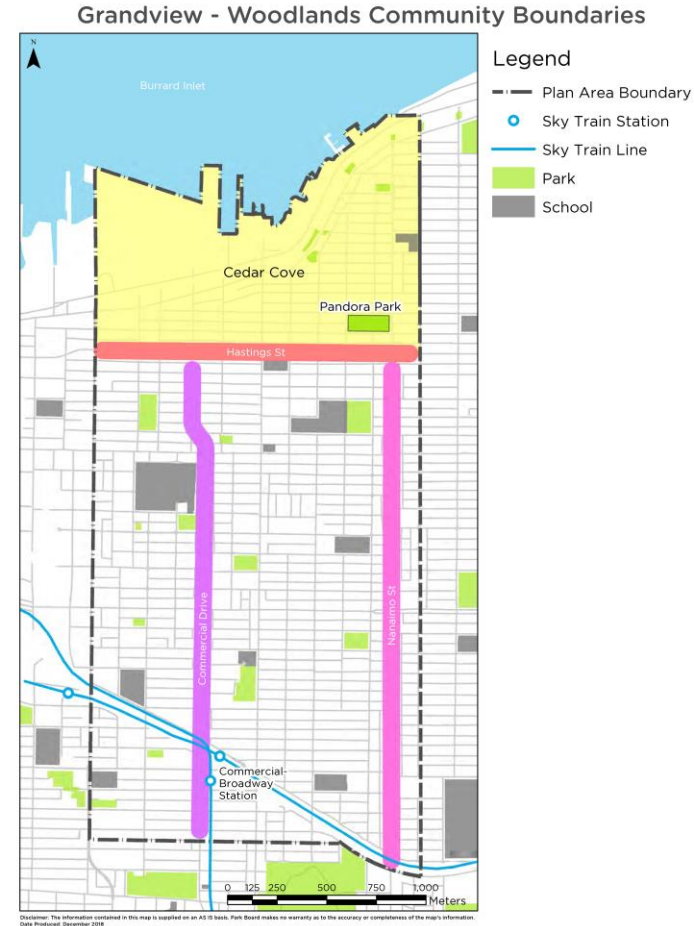 Grandview - Woodlands Community Boundaries
N
Burrard Inlet
Cedar Cove
Pandora Park
Hastings St
Commercial Drive
Nanaimo St
Commercial-
Broadway
Station
0 125 250 500 750 1,000
Meters
Legend
Plan Area Boundary
Sky Train Station
Sky Train Line
Park
School
Disclaimer: The information contained in this map is supplied on an AS IS basis. Park Board makes no warranty as to the accuracy or completeness of the map's information.
Date Produced: December 2018